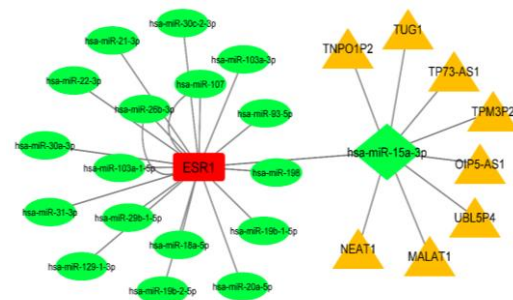 hsa-miR-30c-2-3p
hsa-miR-21-3p
TUG1
TNPO1P2
hsa-miR-103a-3p
hsa-miR-22-3p
hsa-miR-107
TP73-AS1
hsa-miR-26b-3p
hsa-miR-93-5p
TPM3P2
hsa-miR-30a-3p
hsa-miR-15a-3p
hsa-miR-103a-1-5p
ESR1
hsa-miR-198
OIP5-AS1
hsa-miR-31-3p
hsa-miR-29b-1-5p
UBL5P4
hsa-miR-19b-1-5p
hsa-miR-18a-5p
NEAT1
MALAT1
hsa-miR-129-1-3p
hsa-miR-19b-2-5p
hsa-miR-20a-5p